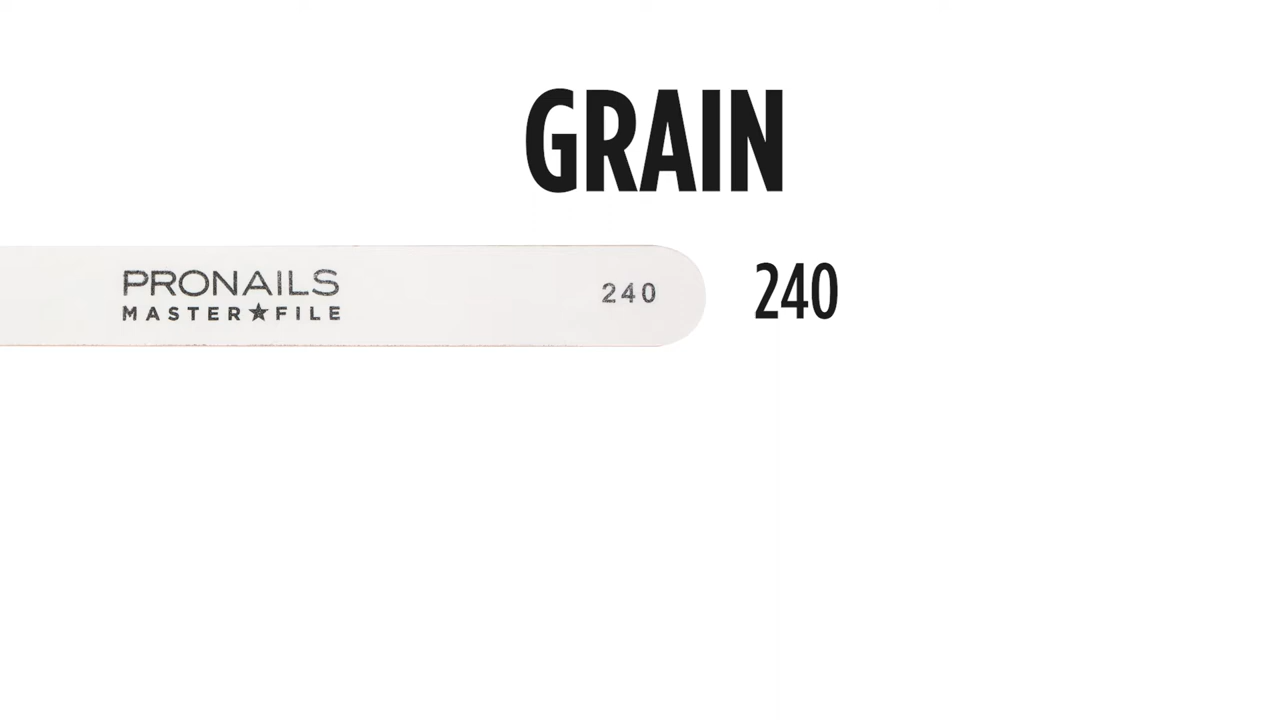 GRAIN
PRONAILS
MASTER★FILE
240
240